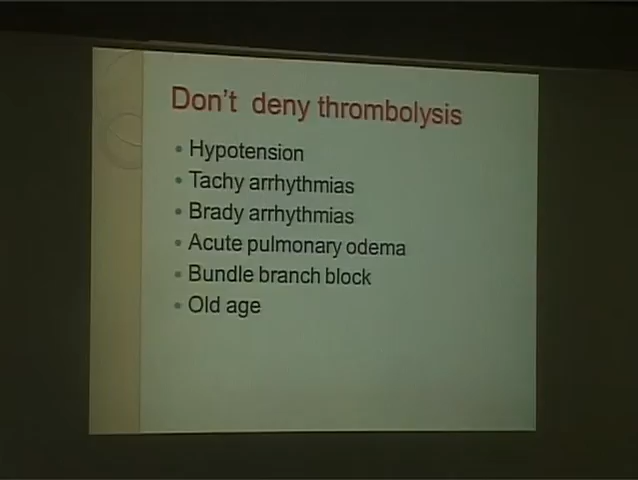 Don't deny thrombolysis
• Hypotension
• Tachy arrhythmias
• Brady arrhythmias
• Acute pulmonary odema
• Bundle branch block
• Old age